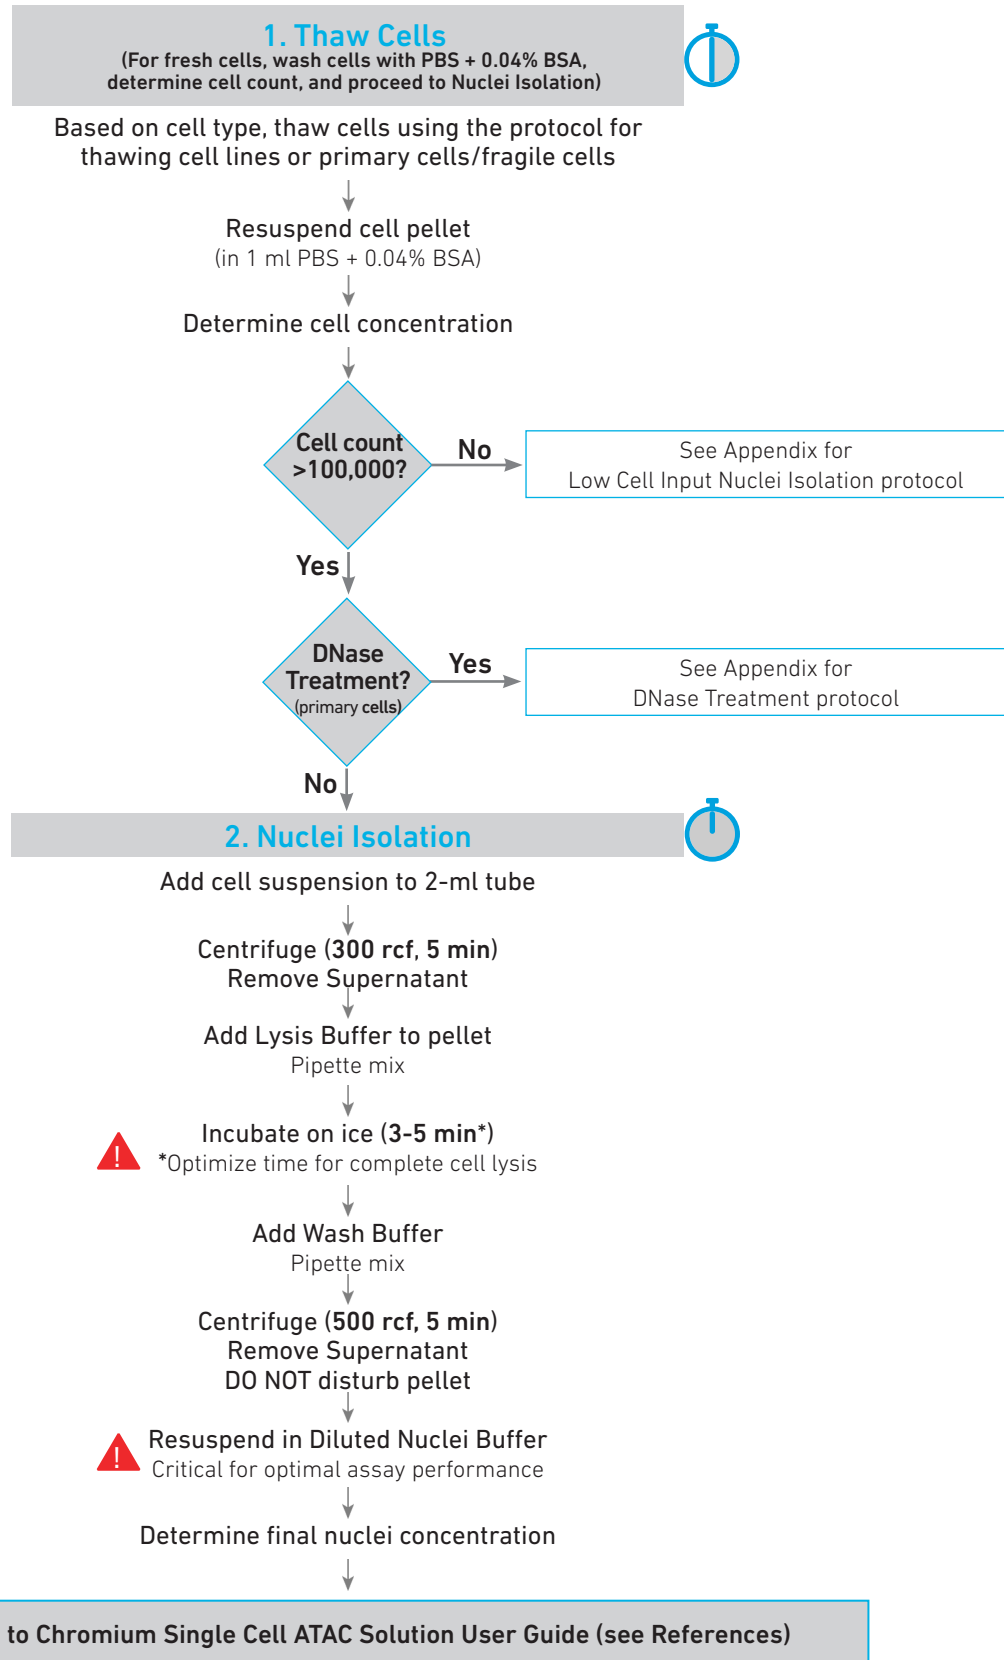 1. Thaw Cells
(For fresh cells, wash cells with PBS + 0.04% BSA,
determine cell count, and proceed to Nuclei Isolation)
Based on cell type, thaw cells using the protocol for
thawing cell lines or primary cells/fragile cells
Resuspend cell pellet
(in 1 ml PBS + 0.04% BSA)
Determine cell concentration
Cell count
>100,000?
No
See Appendix for
Low Cell Input Nuclei Isolation protocol
Yes
DNase
Treatment?
(primary cells)
Yes
See Appendix for
DNase Treatment protocol
No
2. Nuclei Isolation
Add cell suspension to 2-ml tube
Centrifuge (300 rcf, 5 min)
Remove Supernatant
Add Lysis Buffer to pellet
Pipette mix
Incubate on ice (3-5 min*)
*Optimize time for complete cell lysis
Add Wash Buffer
Pipette mix
Centrifuge (500 rcf, 5 min)
Remove Supernatant
DO NOT disturb pellet
Resuspend in Diluted Nuclei Buffer
Critical for optimal assay performance
Determine final nuclei concentration
to Chromium Single Cell ATAC Solution User Guide (see References)